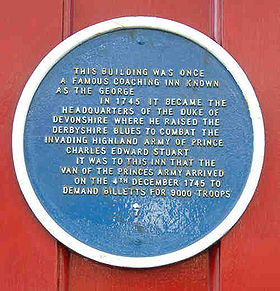 THIS BUILDING WAS ONCE
A FAMOUS COACHING INN KNOWN
AS THE GEORGE
IN 1745 IT BECAME THE
HEADQUARTERS OF THE DUKE OF
DEVONSHIRE WHERE HE RAISED THE
DERBYSHIRE BLUES TO COMBAT THE
INVADING HIGHLAND ARMY OF PRINCE
CHARLES EDWARD STUART
IT WAS TO THIS INN THAT THE
VAN OF THE PRINCES ARMY ARRIVED
ON THE 4TH DECEMBER 1745 TO
DEMAND BILLETTS FOR 9000 TROOPS
7